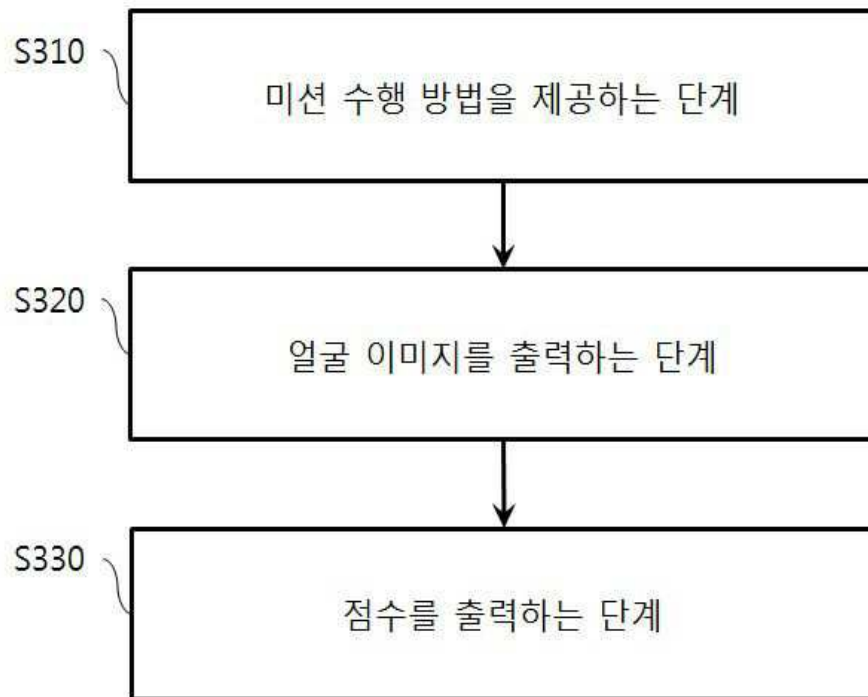 S310
미션 수행 방법을 제공하는 단계
S320
얼굴 이미지를 출력하는 단계
S330
점수를 출력하는 단계